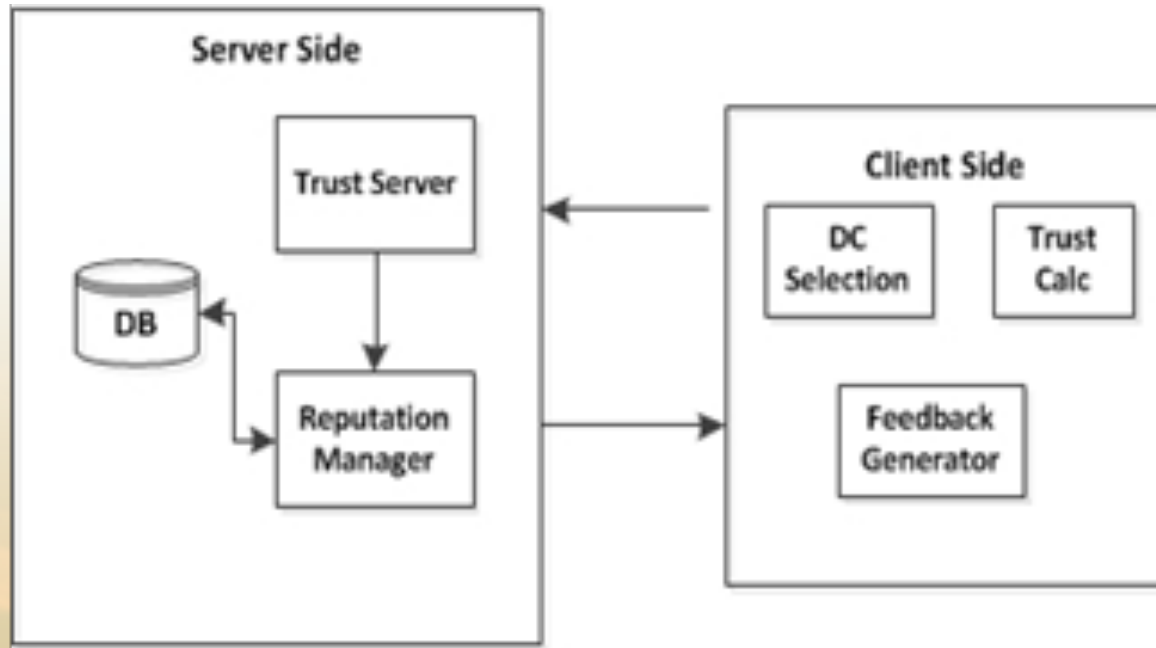 Server Side
Trust Server
DB
Reputation
Manager
Client Side
DC
Selection
Trust
Calc
Feedback
Generator